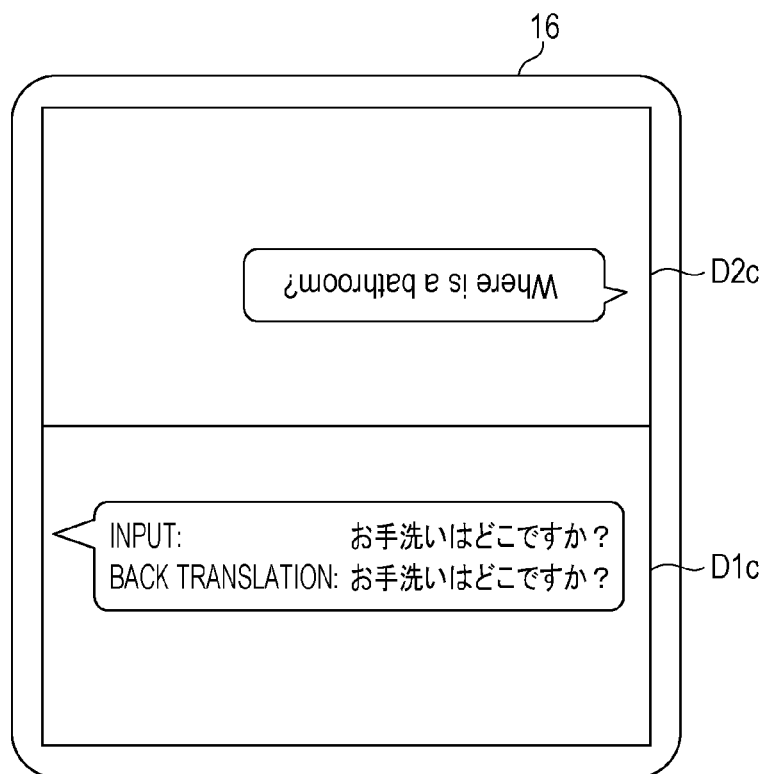 16
Where is a bathroom?
D2c
INPUT: お手洗いはどこですか？
BACK TRANSLATION: お手洗いはどこですか？
D1c